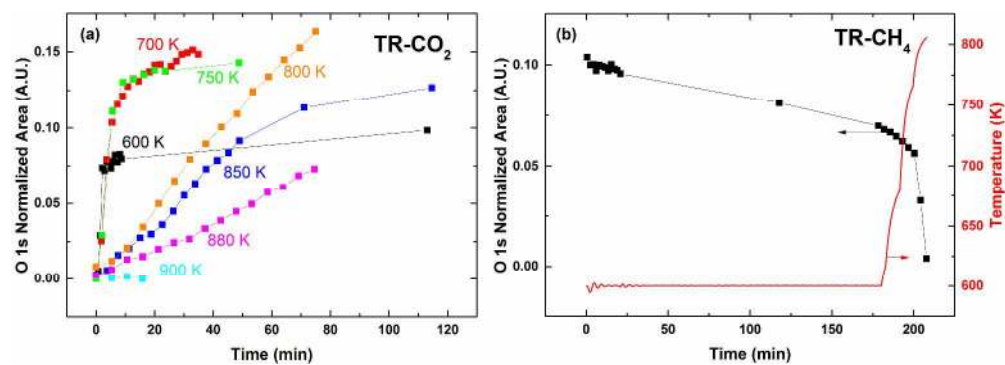 (a)
TR-CO2
700 K
750 K
800 K
600 K
850 K
880 K
900 K
O 1s Normalized Area (A.U.)
0.15
0.10
0.05
0.00
0 20 40 60 80 100 120
Time (min)
(b)
TR-CH4
O 1s Normalized Area (A.U.)
0.10
0.05
0.00
0 50 100 150 200
Time (min)
800
750
700
650
600
Temperature (K)